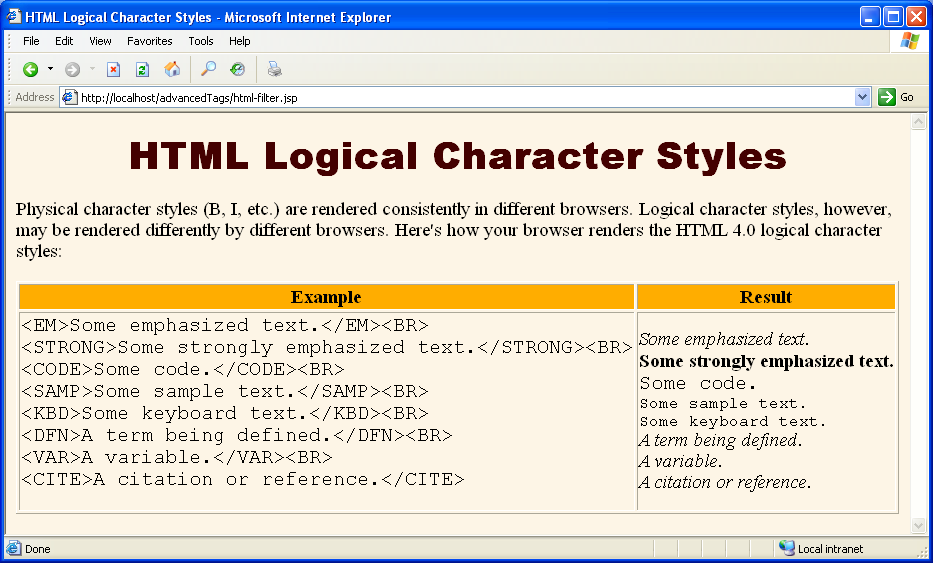 HTML Logical Character Styles - Microsoft Internet Explorer
File Edit View Favorites Tools Help
Address http://localhost/advancedTags/html-filter.jsp Go
HTML Logical Character Styles
Physical character styles (B, I, etc.) are rendered consistently in different browsers. Logical character styles, however,
may be rendered differently by different browsers. Here's how your browser renders the HTML 4.0 logical character
styles:
Example Result
<EM>Some emphasized text.</EM><BR>
<STRONG>Some strongly emphasized text.</STRONG><BR>
<CODE>Some code.</CODE><BR>
<SAMP>Some sample text.</SAMP><BR>
<KBD>Some keyboard text.</KBD><BR>
<DFN>A term being defined.</DFN><BR>
<VAR>A variable.</VAR><BR>
<CITE>A citation or reference.</CITE>
Some emphasized text.
Some strongly emphasized text.
Some code.
Some sample text.
Some keyboard text.
A term being defined.
A variable.
A citation or reference.
Done Local intranet